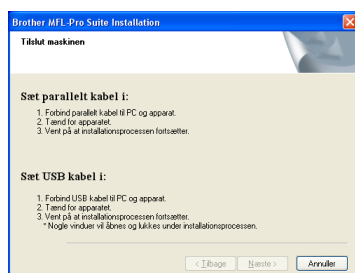 Brother MFL-Pro Suite Installation
Tilslut maskinen
Sæt parallelt kabel i:
1. Forbind parallelt kabel til PC og apparat.
2. Tænd for apparatet.
3. Vent på at installationsprocessen fortsætter.
Sæt USB kabel i:
1. Forbind USB kabel til PC og apparat.
2. Tænd for apparatet.
3. Vent på at installationsprocessen fortsætter.
* Nogle vinduer vil åbnes og lukkes under installationsprocessen.
< Tilbage Næste > Annuller